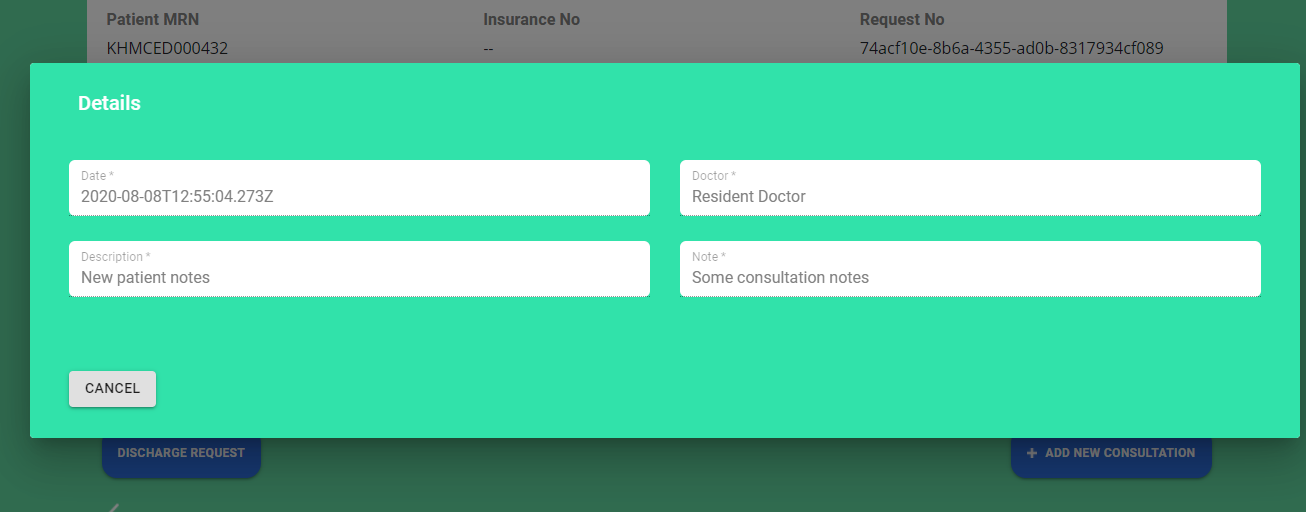 Patient MRN Insurance No Request No
KHMCED000432 -- 74acf10e-8b6a-4355-ad0b-8317934cf089
Details
Date * Doctor *
2020-08-08T12:55:04.273Z Resident Doctor
Description * Note *
New patient notes Some consultation notes
CANCEL
DISCHARGE REQUEST + ADD NEW CONSULTATION